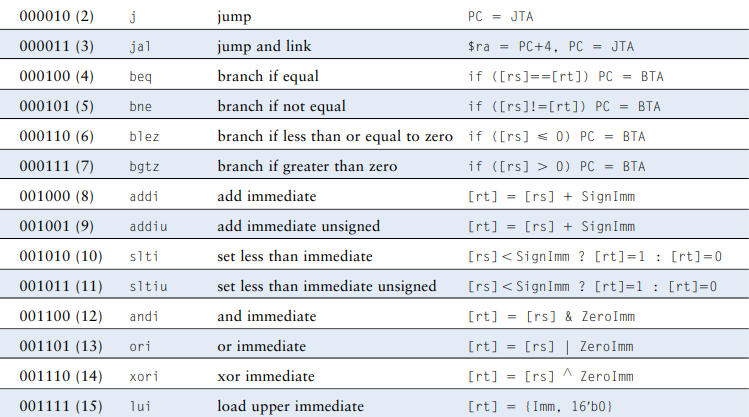 000010 (2) j jump PC = JTA
000011 (3) jal jump and link $ra = PC+4, PC = JTA
000100 (4) beq branch if equal if ([rs]==[rt]) PC = BTA
000101 (5) bne branch if not equal if ([rs]!=[rt]) PC = BTA
000110 (6) blez branch if less than or equal to zero if ([rs] ⩽ 0) PC = BTA
000111 (7) bgtz branch if greater than zero if ([rs] > 0) PC = BTA
001000 (8) addi add immediate [rt] = [rs] + SignImm
001001 (9) addiu add immediate unsigned [rt] = [rs] + SignImm
001010 (10) slti set less than immediate [rs]<SignImm ? [rt]=1 : [rt]=0
001011 (11) sltiu set less than immediate unsigned [rs]<SignImm ? [rt]=1 : [rt]=0
001100 (12) andi and immediate [rt] = [rs] & ZeroImm
001101 (13) ori or immediate [rt] = [rs] | ZeroImm
001110 (14) xori xor immediate [rt] = [rs] ^ ZeroImm
001111 (15) lui load upper immediate [rt] = {Imm, 16′b0}